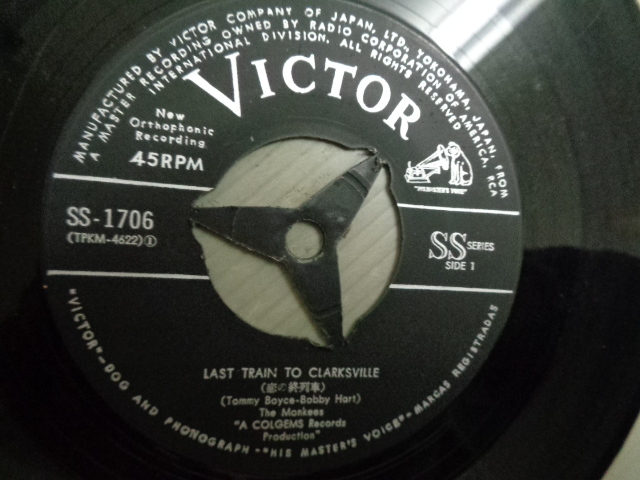 MANUFACTURED BY VICTOR COMPANY OF JAPAN, LTD., YOKOHAMA, JAPAN, FROM
A MASTER RECORDING OWNED BY RADIO CORPORATION OF AMERICA, RCA
INTERNATIONAL DIVISION. ALL RIGHTS RESERVED
VICTOR
New
Orthophonic
Recording
45RPM
"HIS MASTER'S VOICE"
SS-1706
(TPKM-4622)
SS SERIES
SIDE 1
LAST TRAIN TO CLARKSVILLE
(恋の終列車)
(Tommy Boyce-Bobby Hart)
The Monkees
"A COLGEMS Records
Production"
"VICTOR"-DOG AND PHONOGRAPH-"HIS MASTER'S VOICE"-MARCAS REGISTRADAS